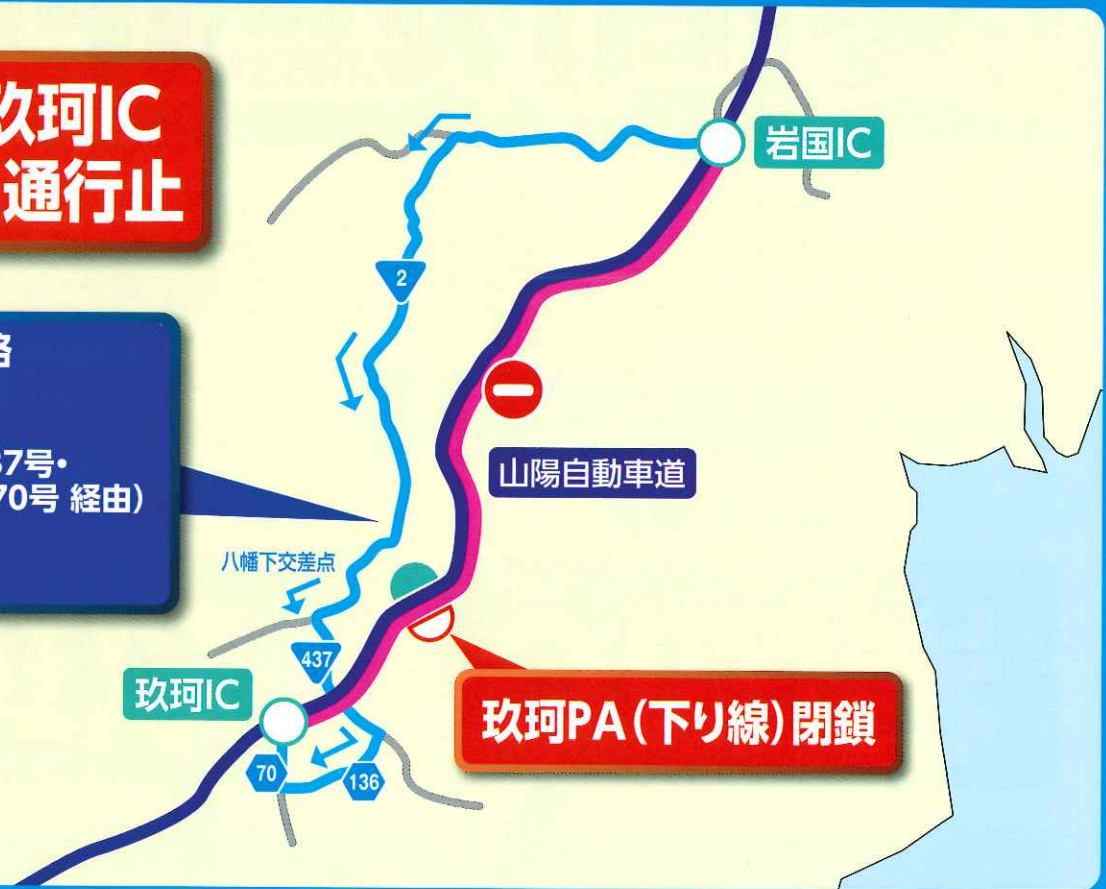 玖珂IC
通行止
岩国IC
2
路
37号・
70号 経由）
山陽自動車道
八幡下交差点
437
玖珂IC
玖珂PA（下り線）閉鎖
70
136